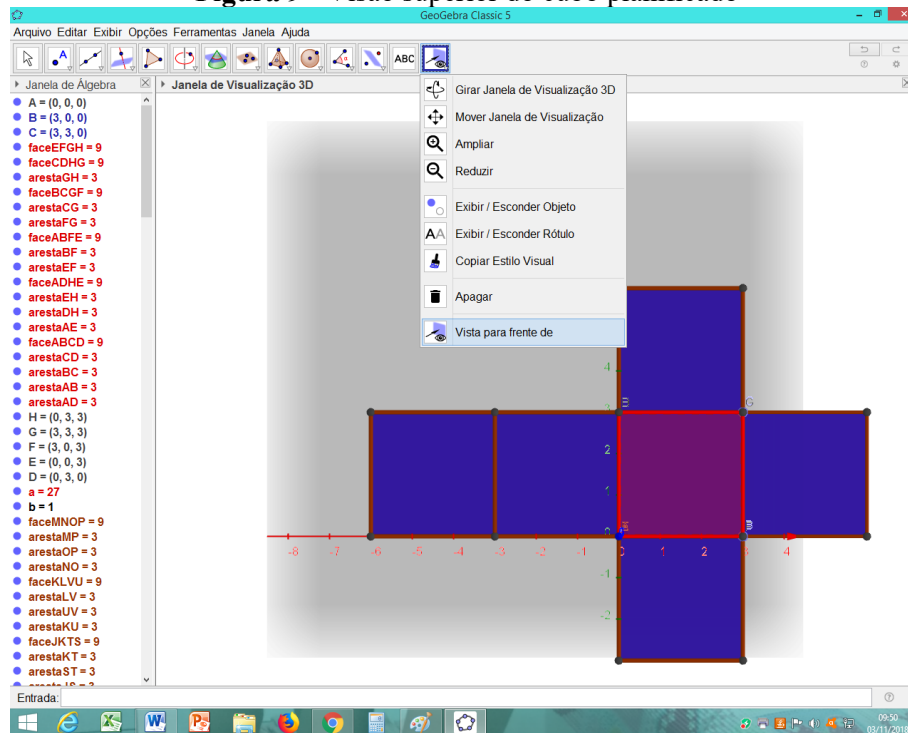 GeoGebra Classic 5
Arquivo Editar Exibir Opções Ferramentas Janela Ajuda
ABC
Janela de Álgebra
Janela de Visualização 3D
A = (0, 0, 0)
B = (3, 0, 0)
C = (3, 3, 0)
faceEFGH = 9
faceCDHG = 9
arestaGH = 3
faceBCGF = 9
arestaCG = 3
arestaFG = 3
faceABFE = 9
arestaBF = 3
arestaEF = 3
faceADHE = 9
arestaEH = 3
arestaDH = 3
arestaAE = 3
faceABCD = 9
arestaCD = 3
arestaBC = 3
arestaAB = 3
arestaAD = 3
H = (0, 3, 3)
G = (3, 3, 3)
F = (3, 0, 3)
E = (0, 0, 3)
D = (0, 3, 0)
a = 27
b = 1
faceMNOP = 9
arestaMP = 3
arestaOP = 3
arestaNO = 3
faceKLVU = 9
arestaLV = 3
arestaUV = 3
arestaKU = 3
faceJKTS = 9
arestaKT = 3
arestaST = 3
Girar Janela de Visualização 3D
Mover Janela de Visualização
Ampliar
Reduzir
Exibir / Esconder Objeto
AA Exibir / Esconder Rótulo
Copiar Estilo Visual
Apagar
Vista para frente de
4
3
G
2
1
0
-8 -7 -6 -5 -4 -3 -2 -1 0 1 2 3 4
-1
-2
Entrada:
09:50
03/11/2018